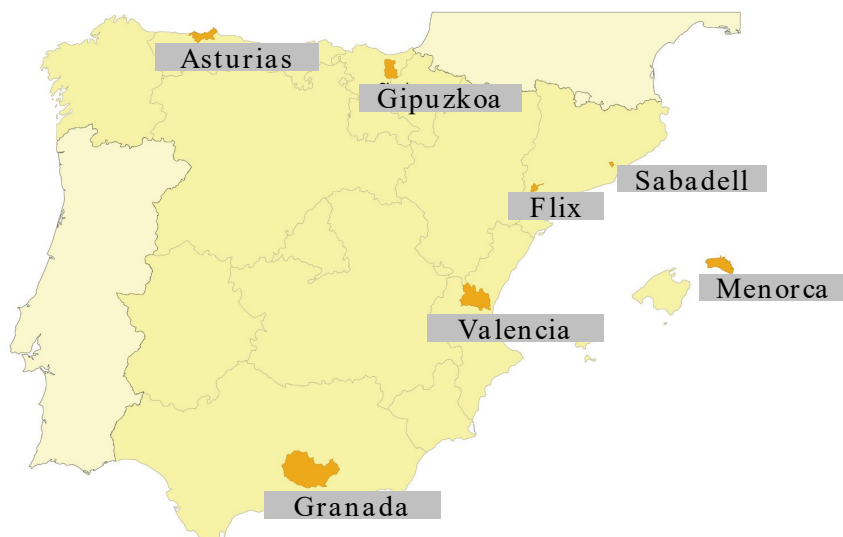 Asturias
Gipuzkoa
Sabadell
Flix
Menorca
Valencia
Granada